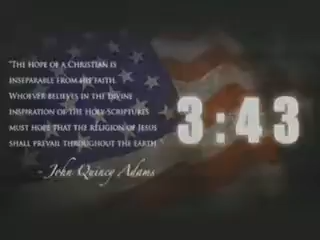 "The hope of a Christian is
inseparable from his faith.
Whoever believes in the divine
inspiration of the Holy Scriptures
must hope that the religion of Jesus
shall prevail throughout the earth
- John Quincy Adams
3:43